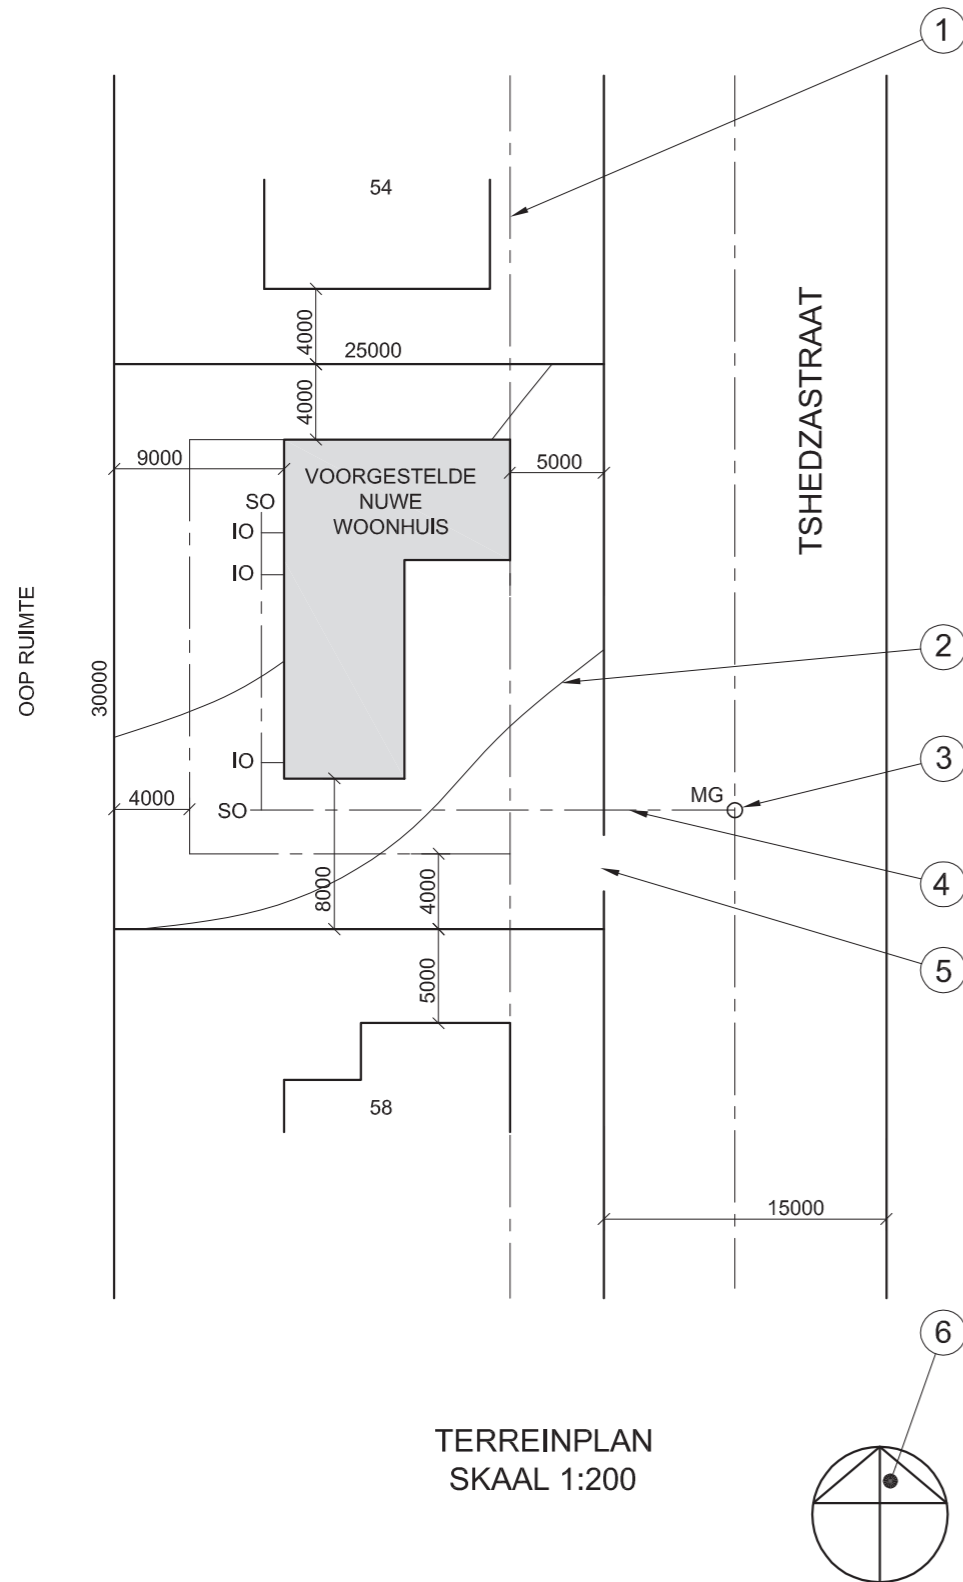 1
54
4000
25000
4000
9000
5000
VOORGESTELDE
NUWE
WOONHUIS
SO
IO
IO
TSHEDZASTRAAT
OOP RUIMTE
30000
2
IO
3
4000
SO
MG
8000
4000
4
5
5000
58
15000
6
TERREINPLAN
SKAAL 1:200